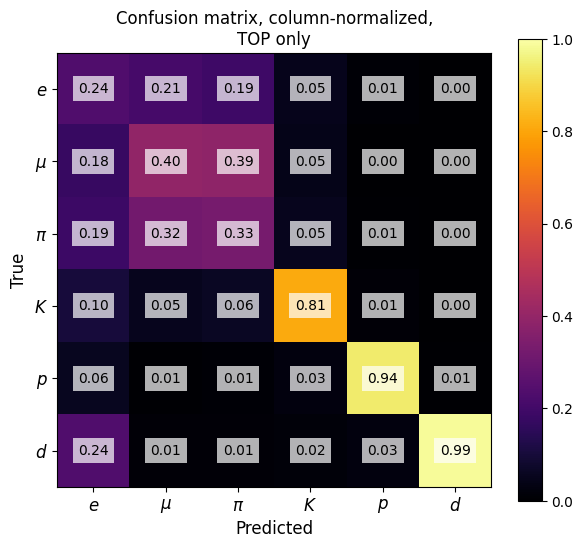 Confusion matrix, column-normalized,
TOP only
True
e 0.24 0.21 0.19 0.05 0.01 0.00
μ 0.18 0.40 0.39 0.05 0.00 0.00
π 0.19 0.32 0.33 0.05 0.01 0.00
K 0.10 0.05 0.06 0.81 0.01 0.00
p 0.06 0.01 0.01 0.03 0.94 0.01
d 0.24 0.01 0.01 0.02 0.03 0.99
e μ π K p d
Predicted
1.0
0.8
0.6
0.4
0.2
0.0